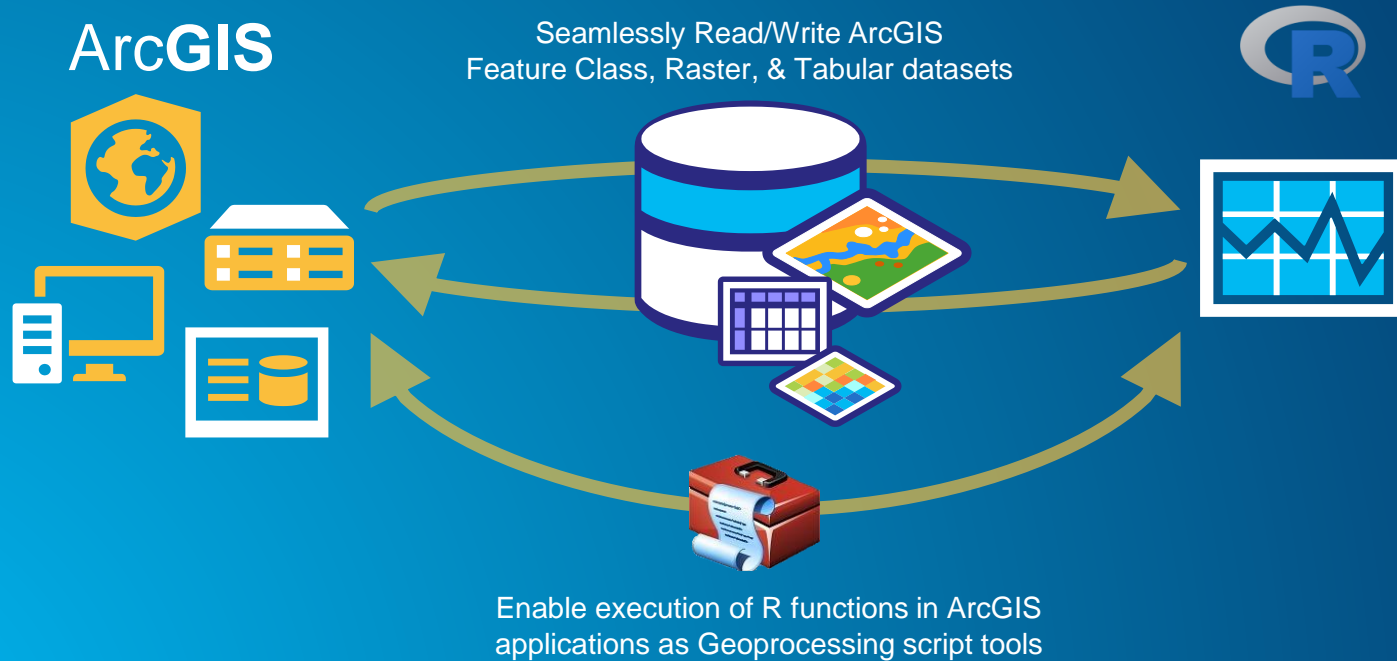 ArcGIS
Seamlessly Read/Write ArcGIS
Feature Class, Raster, & Tabular datasets
R
Enable execution of R functions in ArcGIS
applications as Geoprocessing script tools